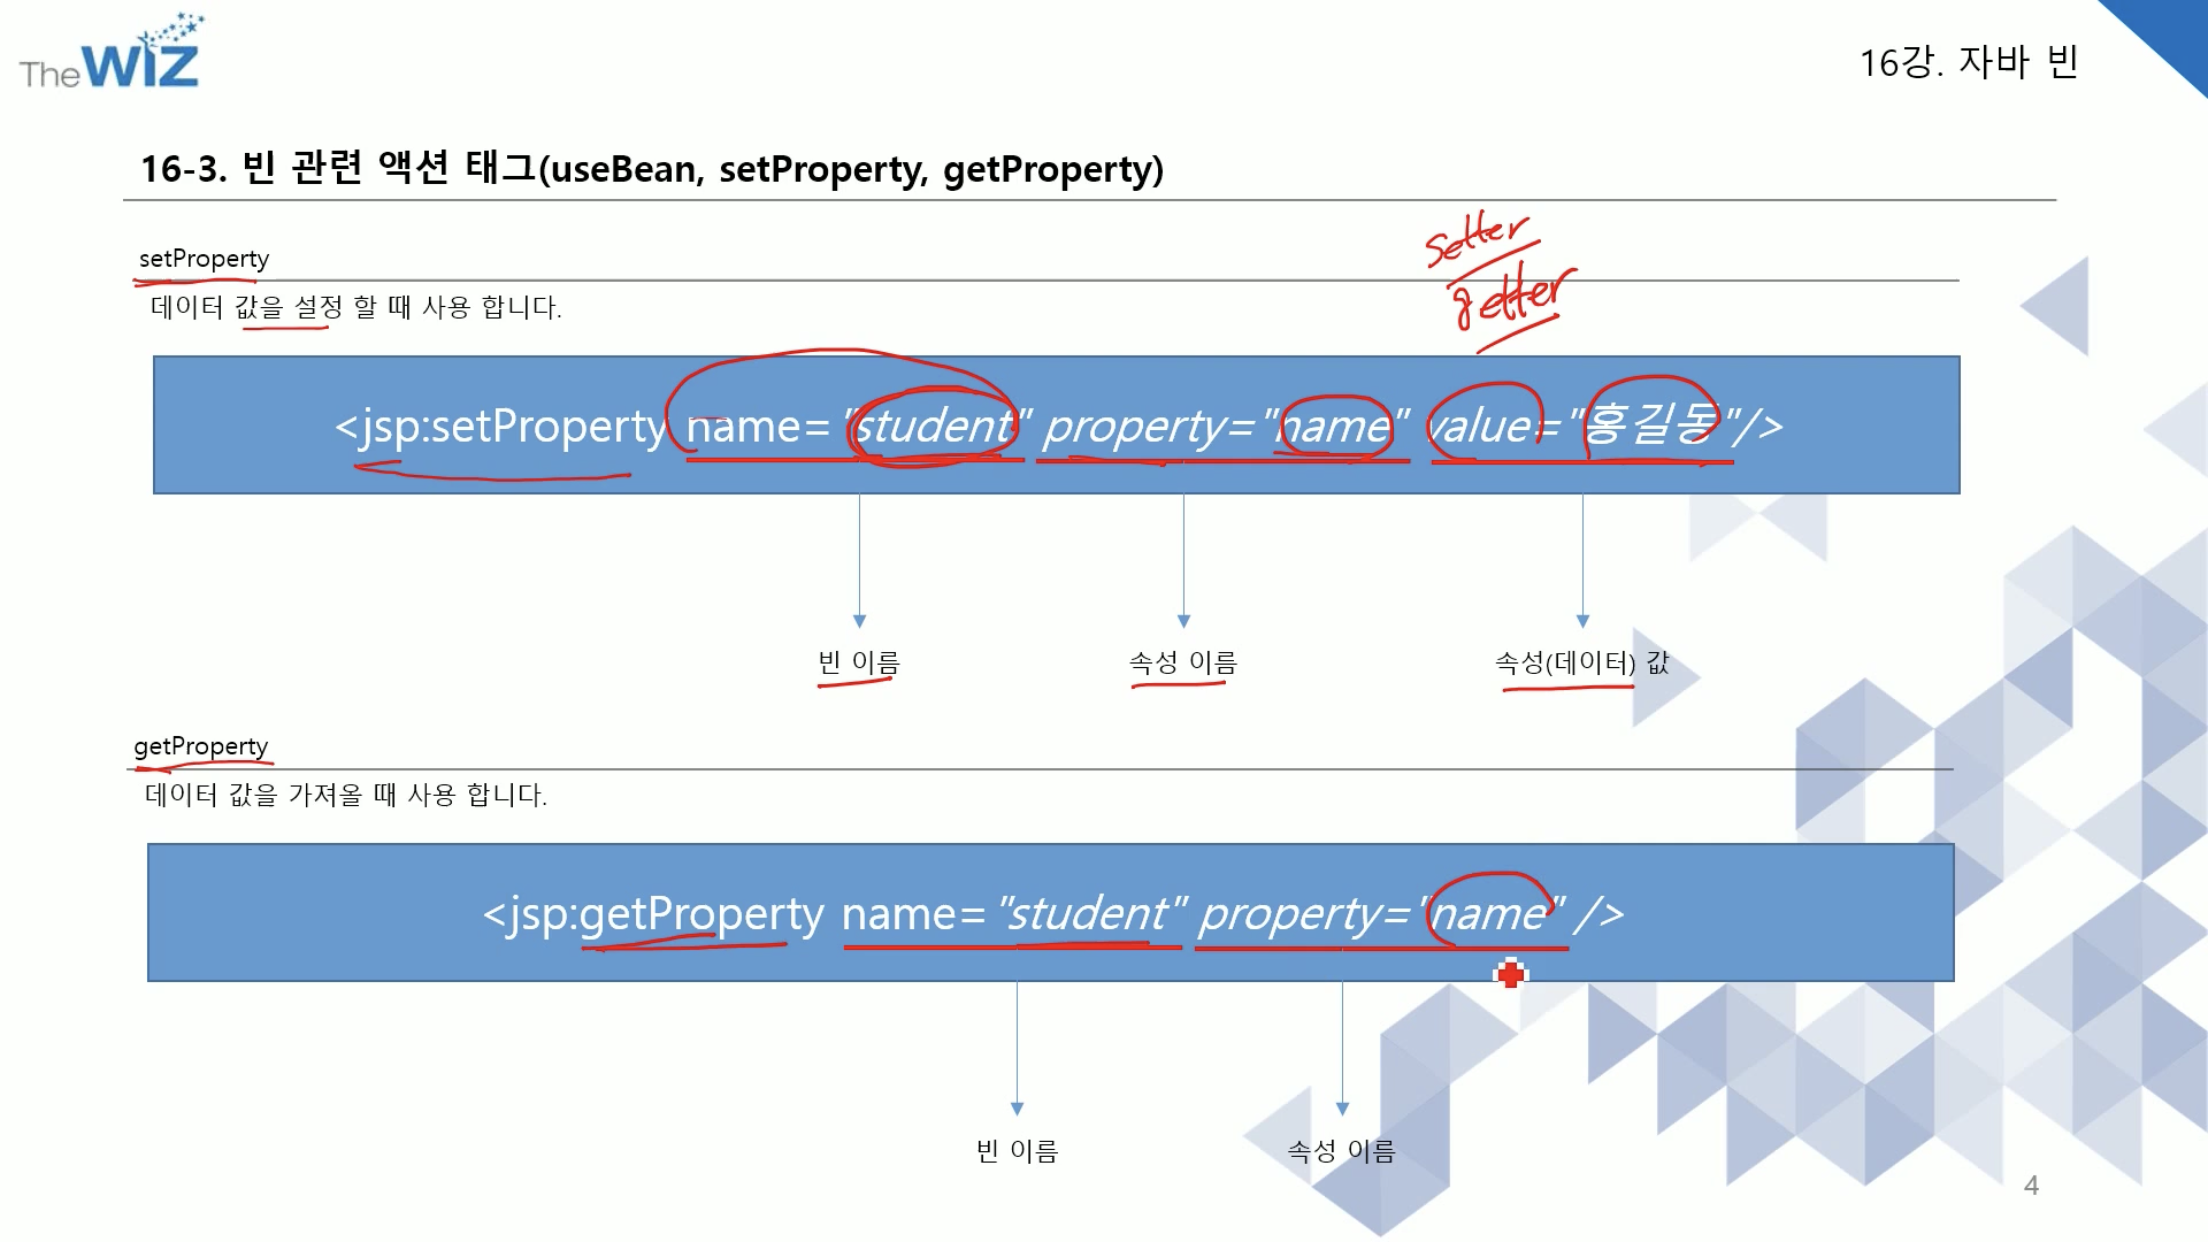 The WIZ
16강. 자바 빈
16-3. 빈 관련 액션 태그(useBean, setProperty, getProperty)
setter
getter
setProperty
데이터 값을 설정 할 때 사용 합니다.
<jsp:setProperty name="student" property="name" value="홍길동"/>
빈 이름
속성 이름
속성(데이터) 값
getProperty
데이터 값을 가져올 때 사용 합니다.
<jsp:getProperty name="student" property="name" />
빈 이름
속성 이름
4